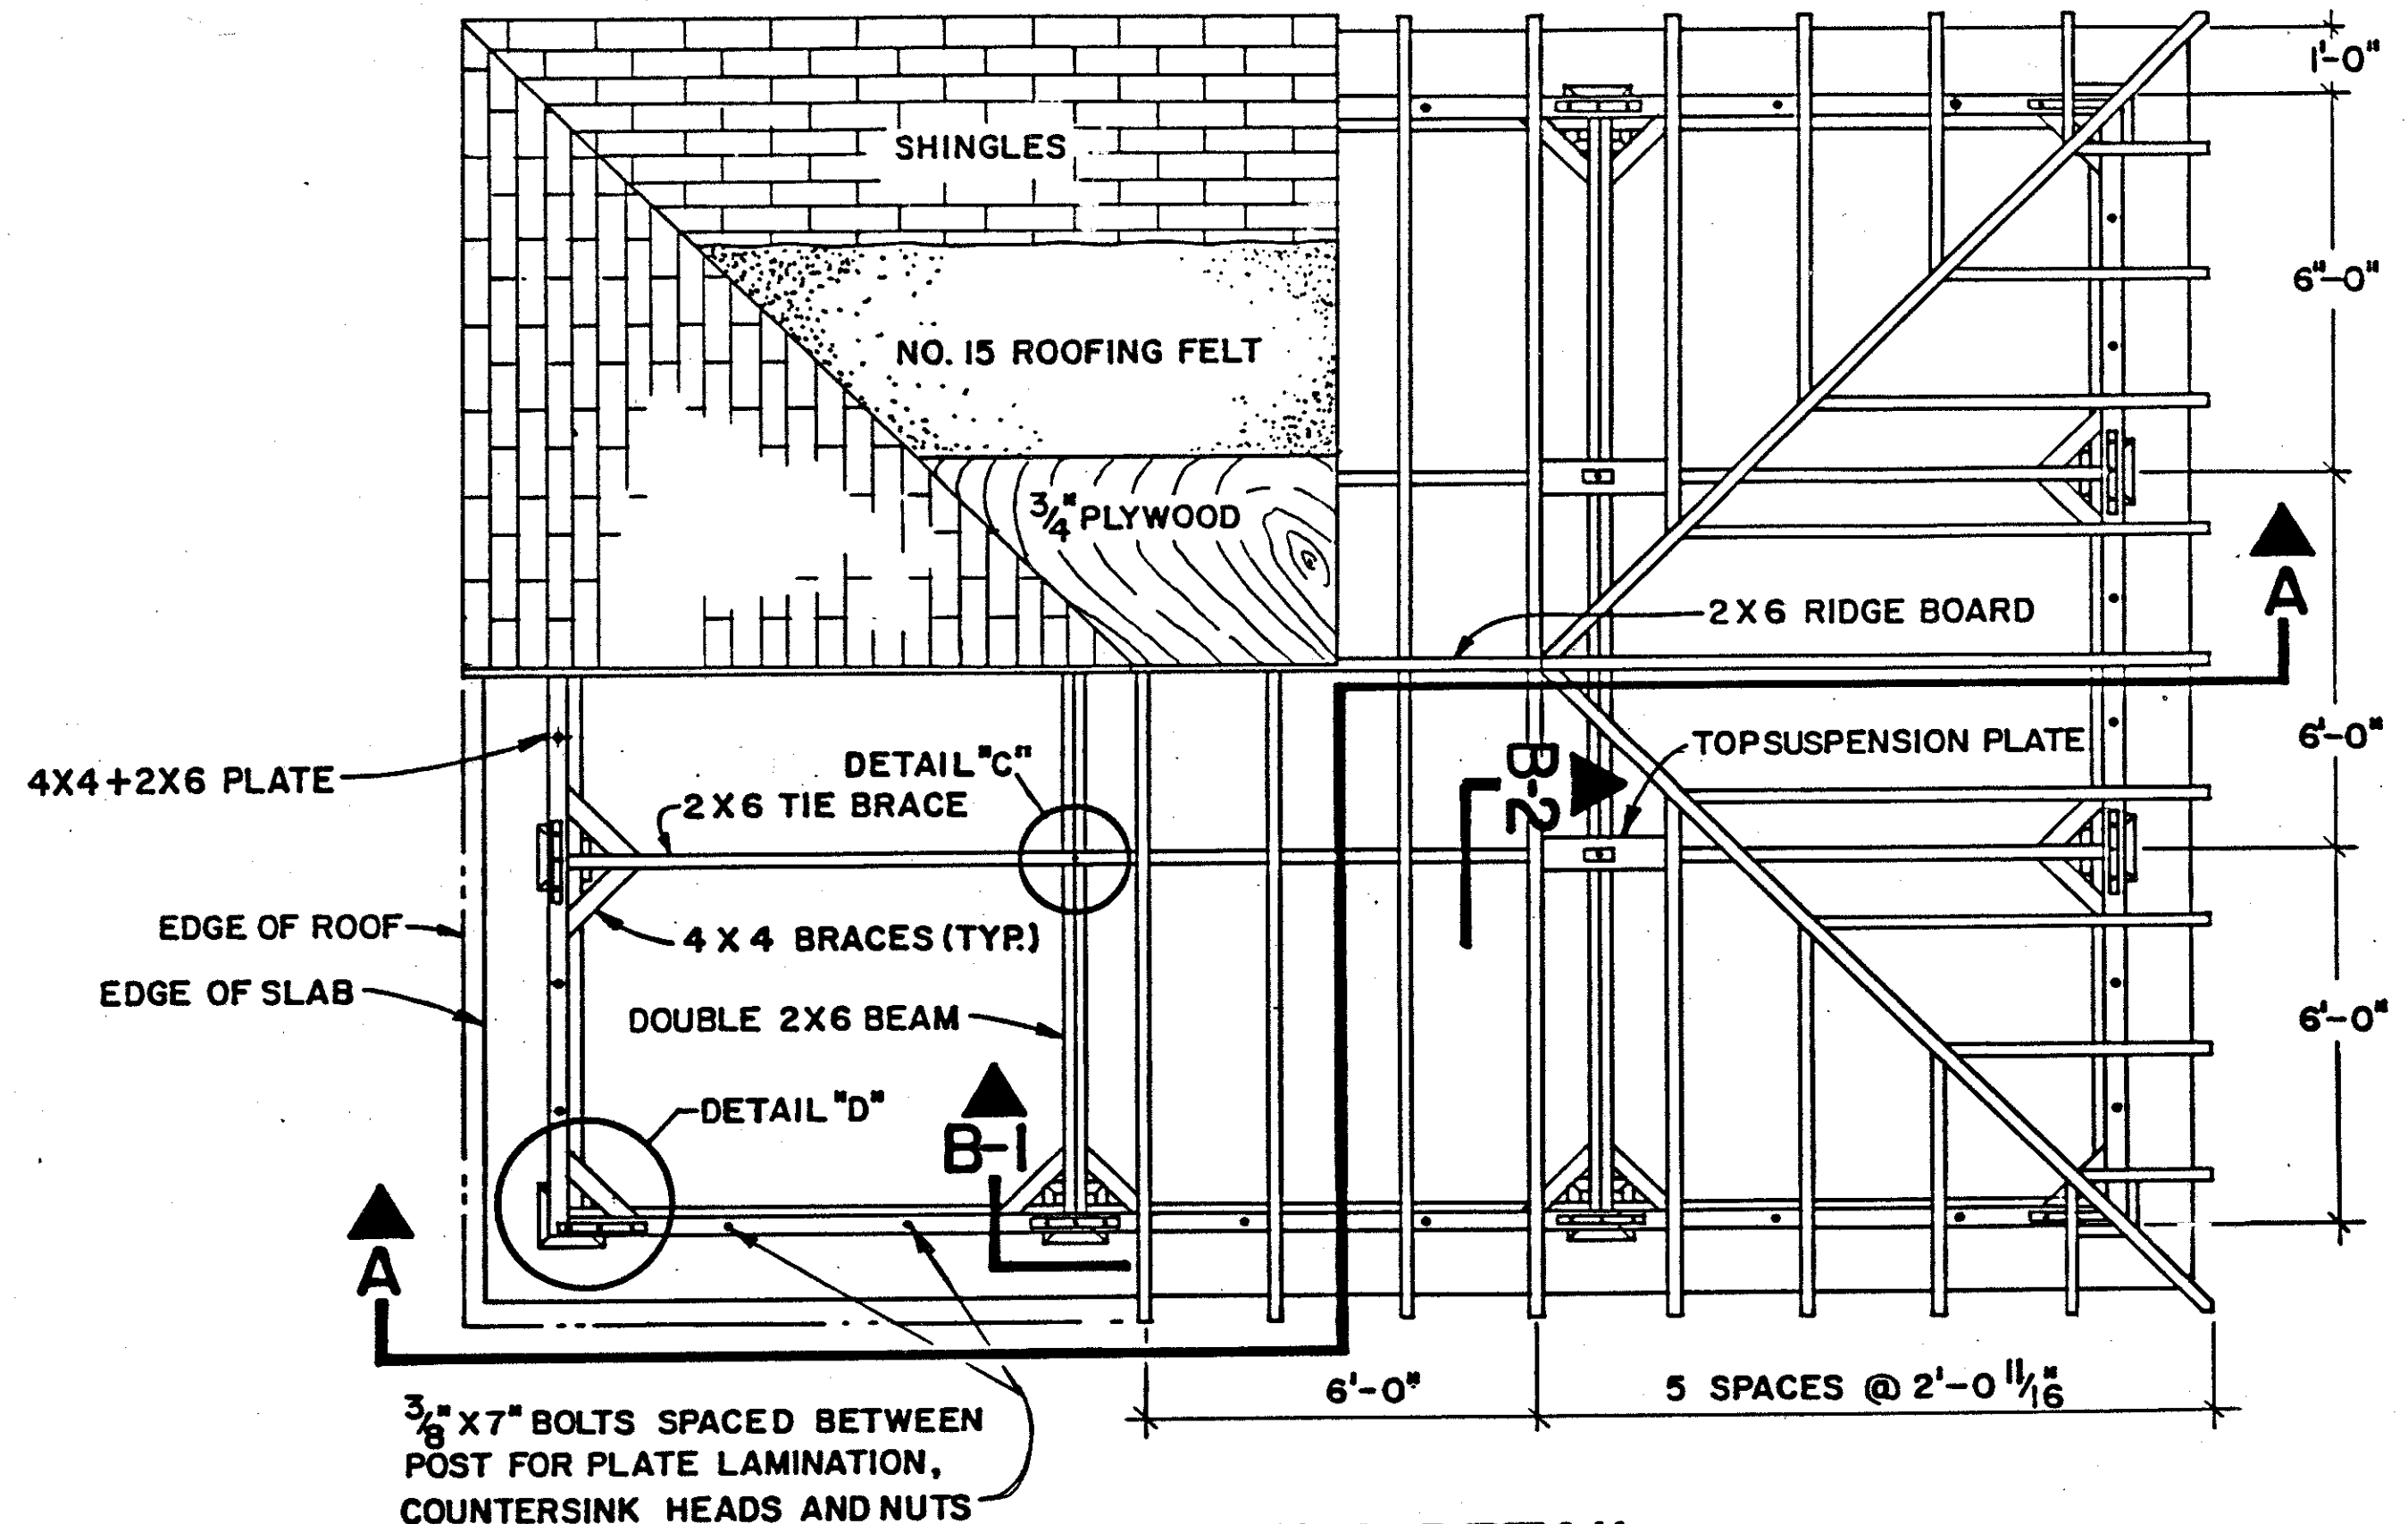 1'-0"
SHINGLES
6"-0"
NO. 15 ROOFING FELT
3/4" PLYWOOD
A
2X6 RIDGE BOARD
TOP SUSPENSION PLATE
6'-0"
B-2
DETAIL "C"
4X4+2X6 PLATE
2X6 TIE BRACE
EDGE OF ROOF
4 X 4 BRACES (TYP.)
EDGE OF SLAB
DOUBLE 2X6 BEAM
6'-0"
DETAIL "D"
B-1
A
6'-0"
5 SPACES @ 2'-0 11/16"
3/8" X 7" BOLTS SPACED BETWEEN
POST FOR PLATE LAMINATION,
COUNTERSINK HEADS AND NUTS